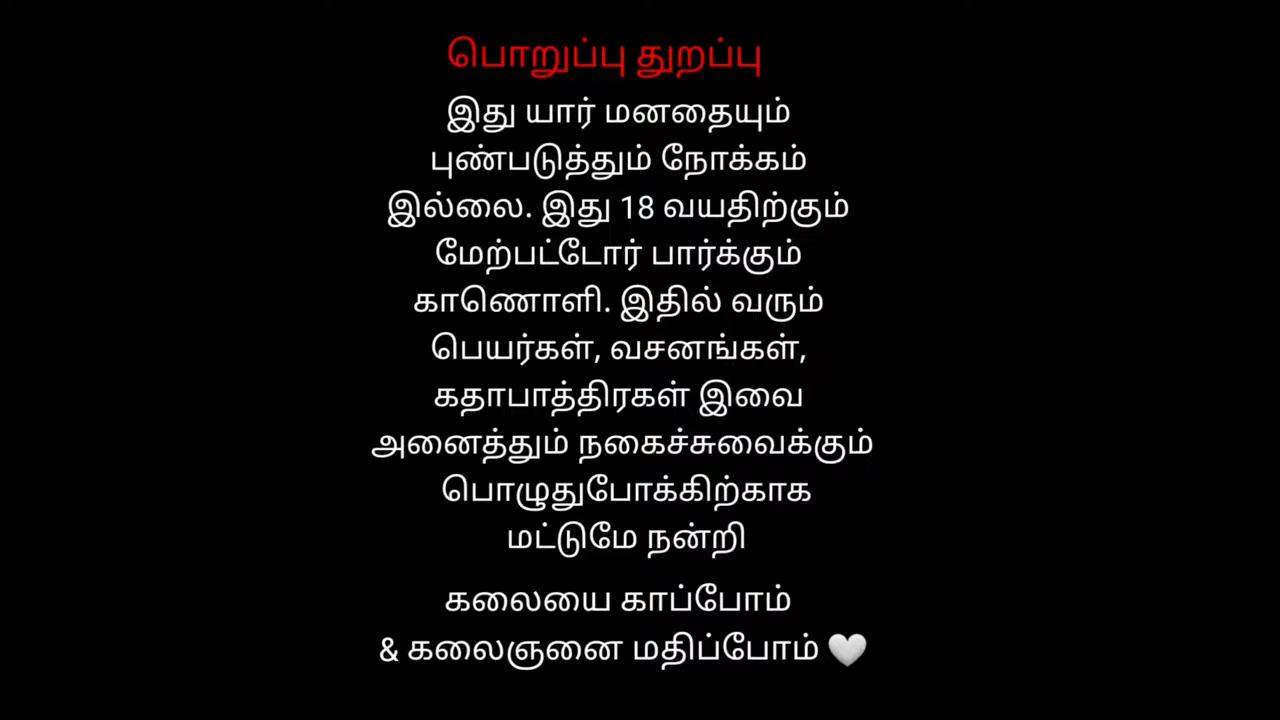 பொறுப்பு துறப்பு
இது யார் மனதையும்
புண்படுத்தும் நோக்கம்
இல்லை. இது 18 வயதிற்கும்
மேற்பட்டோர் பார்க்கும்
காணொளி. இதில் வரும்
பெயர்கள், வசனங்கள்,
கதாபாத்திரகள் இவை
அனைத்தும் நகைச்சுவைக்கும்
பொழுதுபோக்கிற்காக
மட்டுமே நன்றி
கலையை காப்போம்
& கலைஞனை மதிப்போம் 🤍